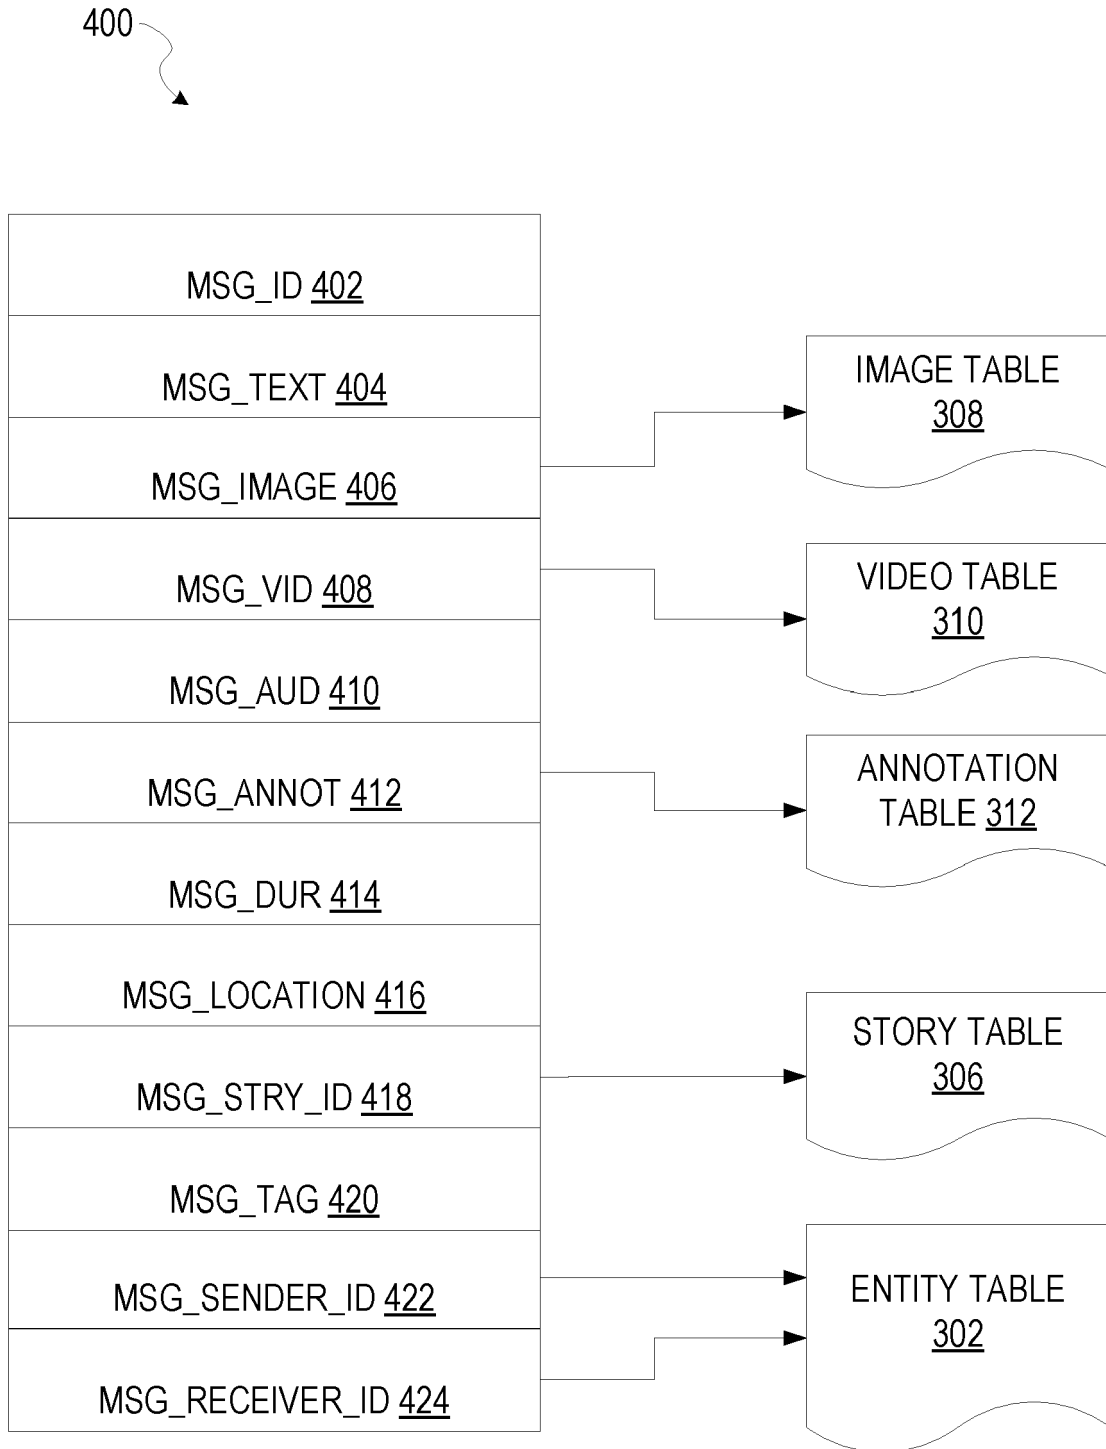 400
MSG_ID 402
MSG_TEXT 404
MSG_IMAGE 406
MSG_VID 408
MSG_AUD 410
MSG_ANNOT 412
MSG_DUR 414
MSG_LOCATION 416
MSG_STRY_ID 418
MSG_TAG 420
MSG_SENDER_ID 422
MSG_RECEIVER_ID 424
IMAGE TABLE
308
VIDEO TABLE
310
ANNOTATION
TABLE 312
STORY TABLE
306
ENTITY TABLE
302